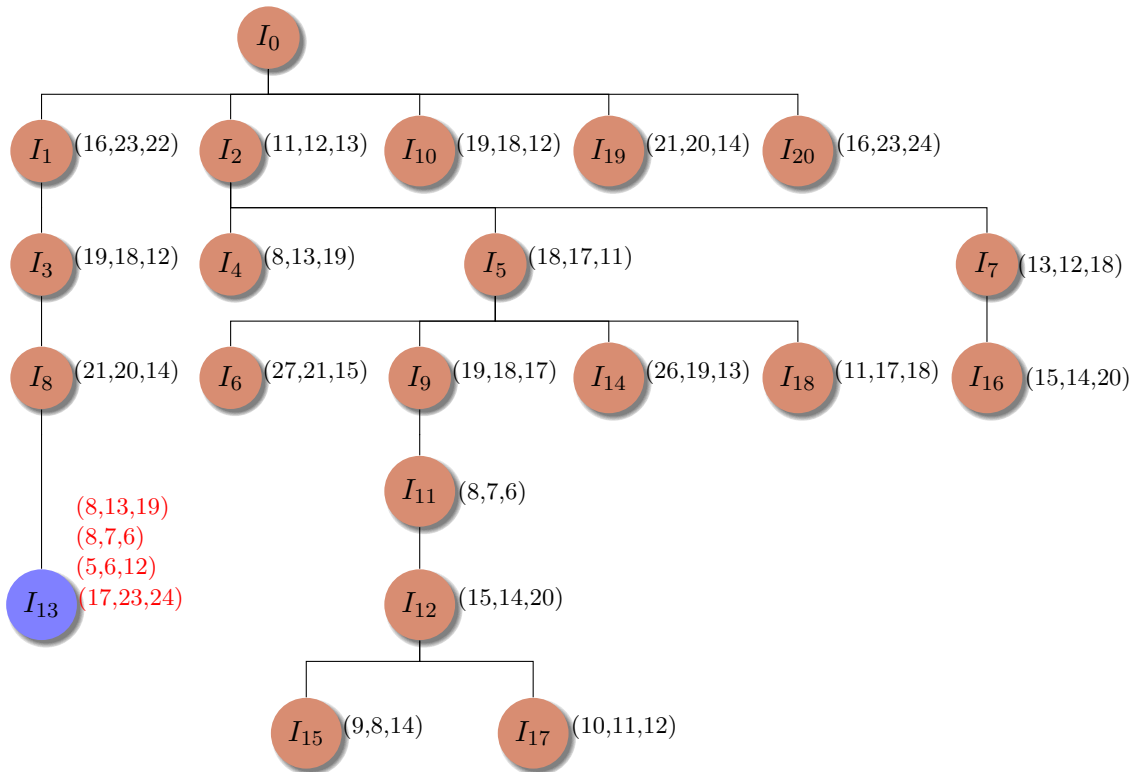 I0
I1 (16,23,22) I2 (11,12,13) I10 (19,18,12) I19 (21,20,14) I20 (16,23,24)
I3 (19,18,12) I4 (8,13,19) I5 (18,17,11) I7 (13,12,18)
I8 (21,20,14) I6 (27,21,15) I9 (19,18,17) I14 (26,19,13) I18 (11,17,18) I16 (15,14,20)
I11 (8,7,6)
(8,13,19)
(8,7,6)
(5,6,12)
I13 (17,23,24) I12 (15,14,20)
I15 (9,8,14) I17 (10,11,12)